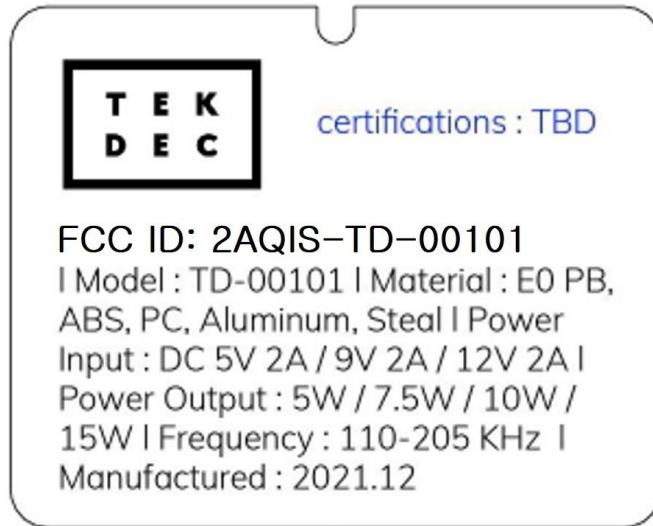 TEK
DEC
certifications : TBD
FCC ID: 2AQIS-TD-00101
| Model : TD-00101 | Material : E0 PB,
ABS, PC, Aluminum, Steal | Power
Input : DC 5V 2A / 9V 2A / 12V 2A |
Power Output : 5W / 7.5W / 10W /
15W | Frequency : 110-205 KHz |
Manufactured : 2021.12